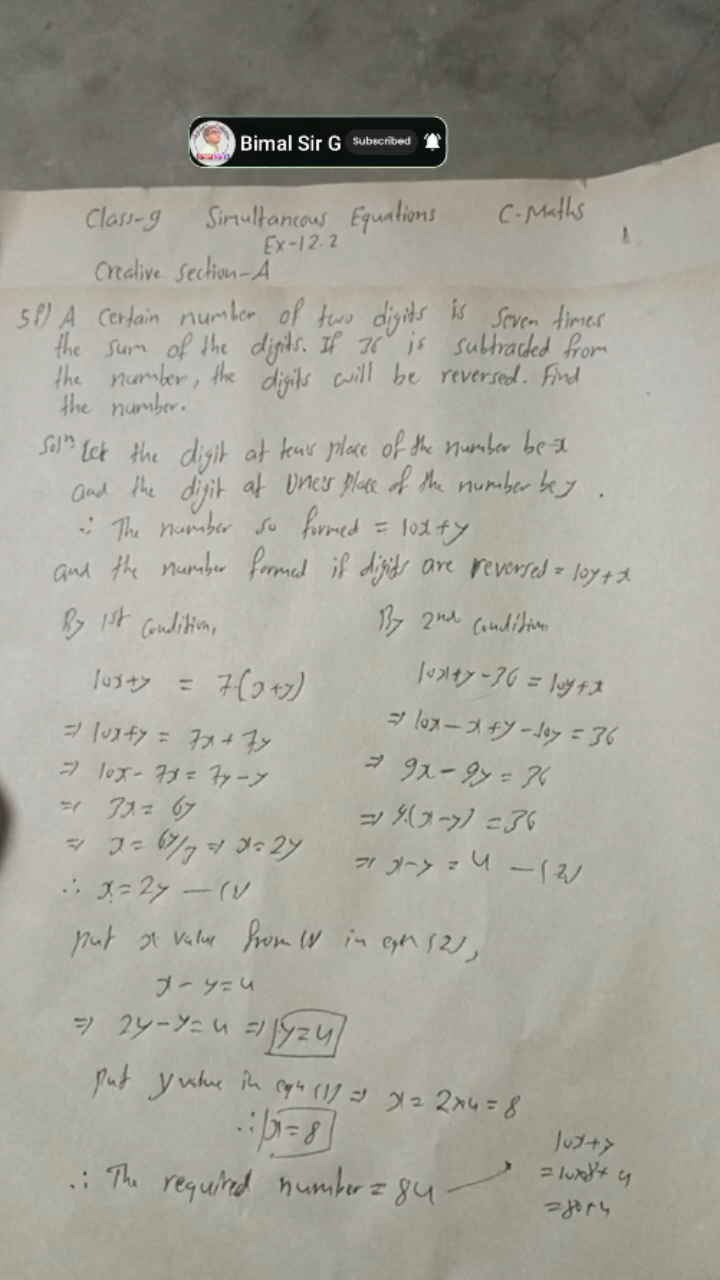 Bimal Sir G Subscribed
Class-9 Simultaneous Equations C-Maths
Ex-12.2
Creative Section-A
A certain number of two digits is seven times
the sum of the digits. If 36 is subtracted from
the number, the digits will be reversed. Find
the number.
Solⁿ Let the digit at tens place of the number be x
and the digit at one's place of the number be y.
∴ The number so formed = 10x+y
and the number formed if digits are reversed = 10y+x
By 1st Condition,
10x+y = 7(x+y)
⇒ 10x+y = 7x+7y
⇒ 10x-7x = 7y-y
⇒ 3x = 6y
⇒ x = 6y/3 ⇒ x=2y
∴ x=2y —(1)
By 2nd Condition
10x+y-36 = 10y+x
⇒ 10x-x+y-10y = 36
⇒ 9x-9y = 36
⇒ 9(x-y) = 36
⇒ x-y = 4 —(2)
Put x value from (1) in eqn (2),
x-y=4
⇒ 2y-y=4 ⇒ y=4
Put y value in eqn (1) ⇒ x = 2×4 = 8
∴ x=8
∴ The required number = 84
10x+y
=10×8+4
=80+4